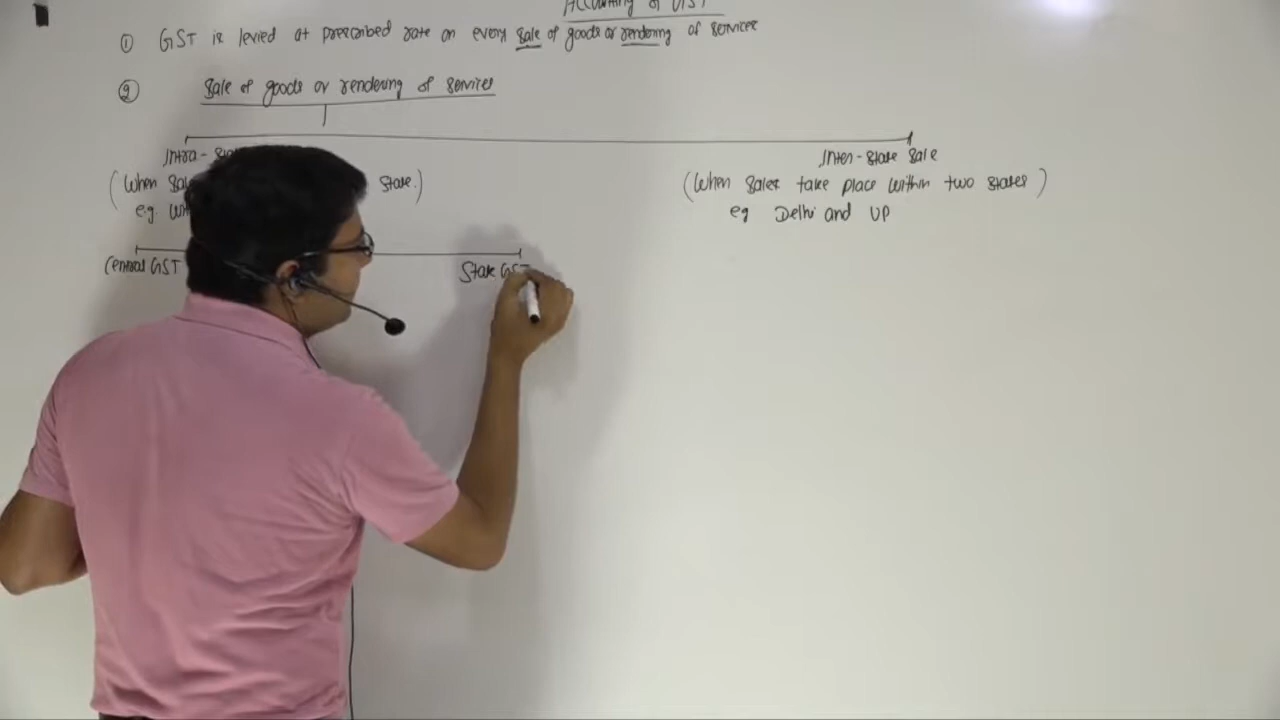 Accounting of GST
① GST is levied at prescribed rate on every sale of goods or rendering of services
② Sale of goods or rendering of services
Intra-
Inter-State Sale
(When Sales take place within two states)
(When Sale State.)
e.g
eg Delhi and UP
Central GST
State GST